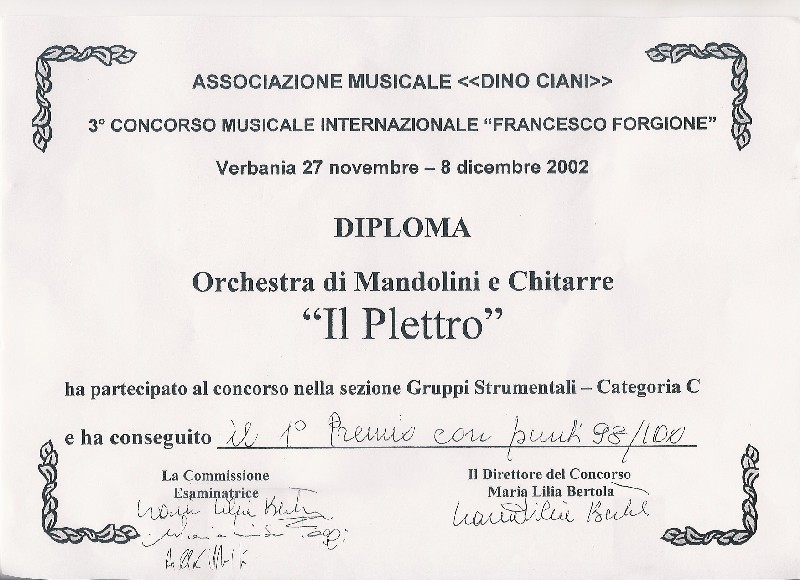 ASSOCIAZIONE MUSICALE <<DINO CIANI>>
3° CONCORSO MUSICALE INTERNAZIONALE “FRANCESCO FORGIONE”
Verbania 27 novembre – 8 dicembre 2002
DIPLOMA
Orchestra di Mandolini e Chitarre
“Il Plettro”
ha partecipato al concorso nella sezione Gruppi Strumentali – Categoria C
e ha conseguito il 1° Premio con punti 98/100
La Commissione
Esaminatrice
Il Direttore del Concorso
Maria Lilia Bertola